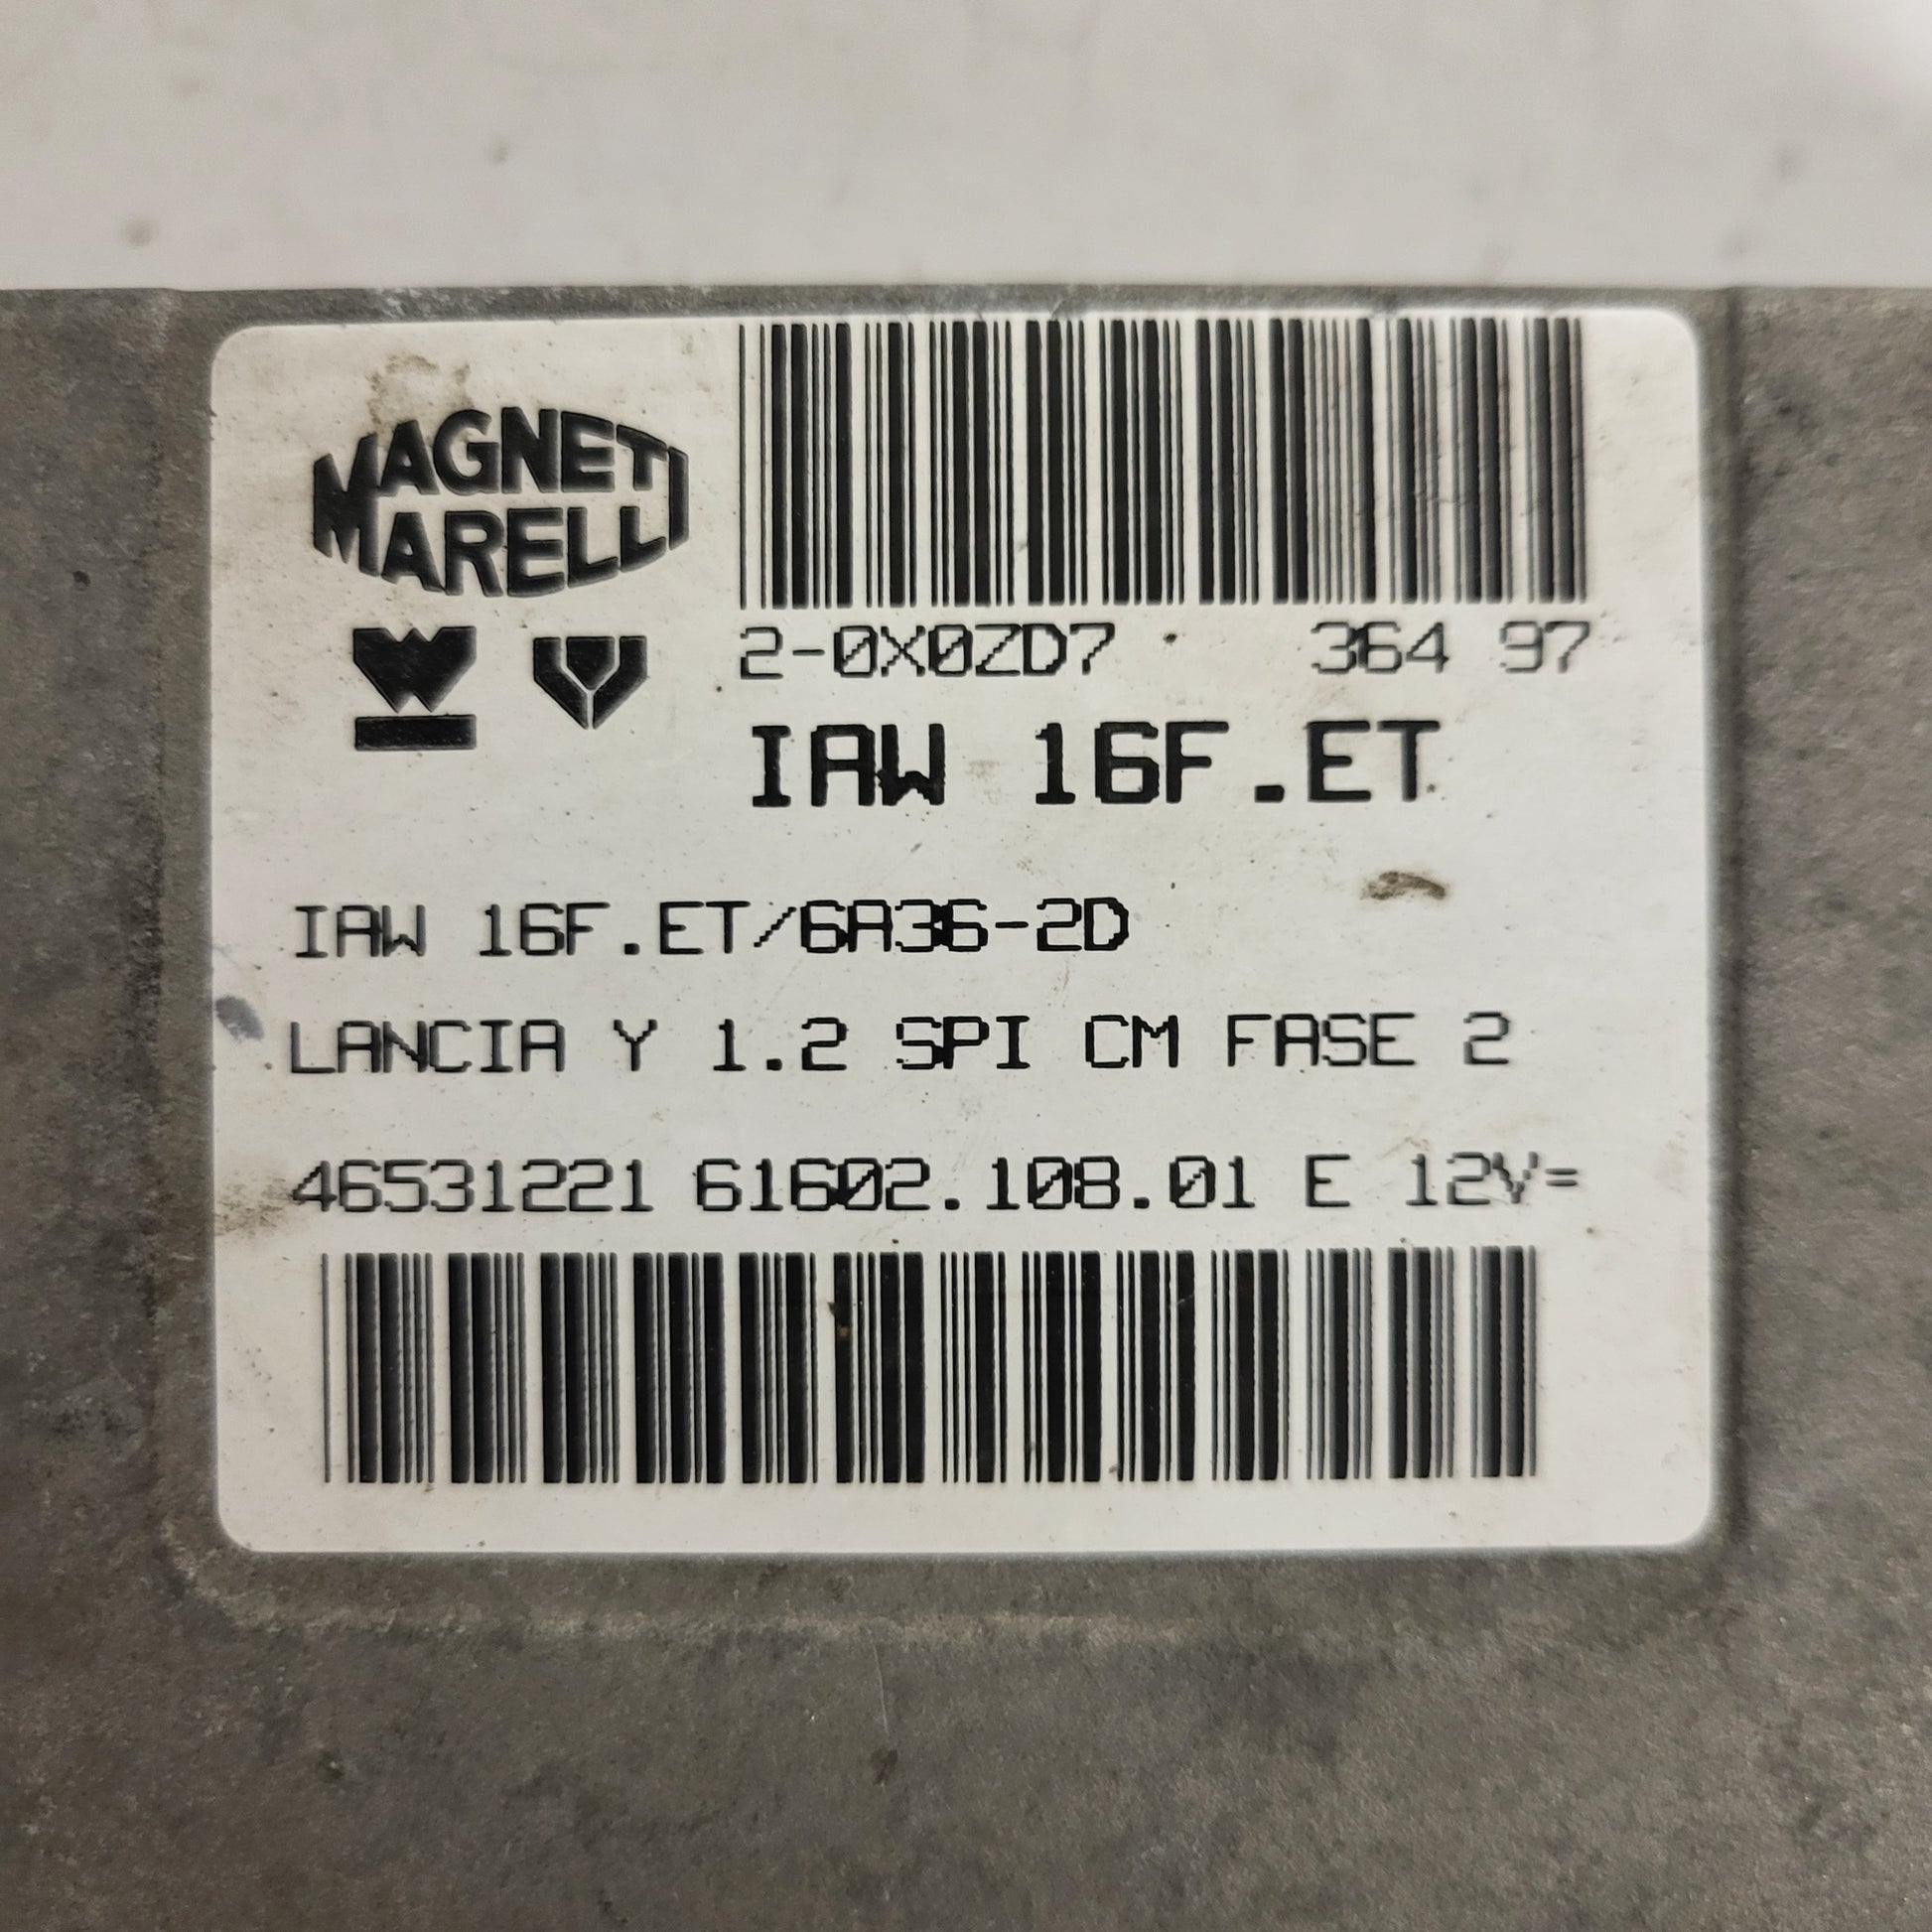 MAGNETI
MARELLI
2-0X0ZD7 364 97
IAW 16F.ET
IAW 16F.ET/6A36-2D
LANCIA Y 1.2 SPI CM FASE 2
46531221 61602.108.01 E 12V=